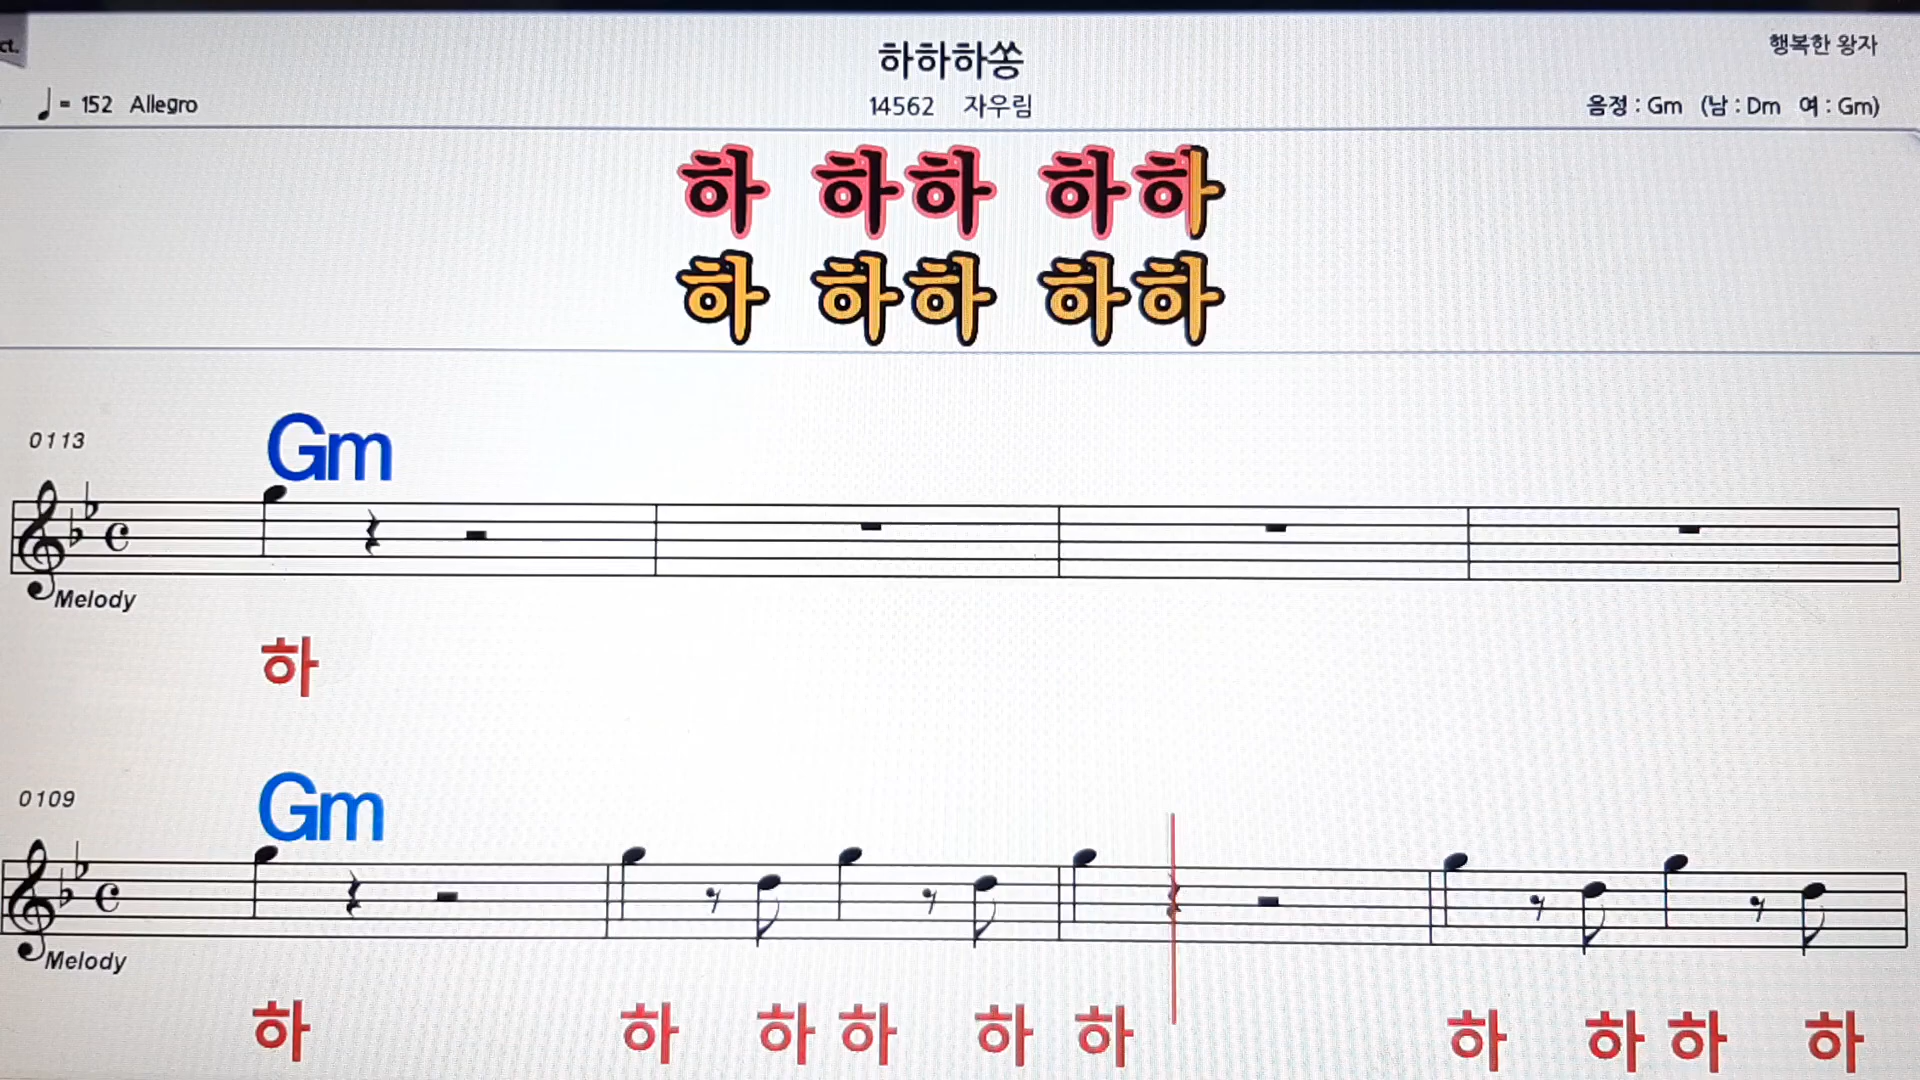 ct.
하하하쏭
행복한 왕자
♩= 152 Allegro
14562 자우림
음정 : Gm (남 : Dm 여 : Gm)
하 하하 하하
하 하하 하하
0113
Gm
Melody
하
0109
Gm
Melody
하 하 하 하 하 하 하 하 하 하